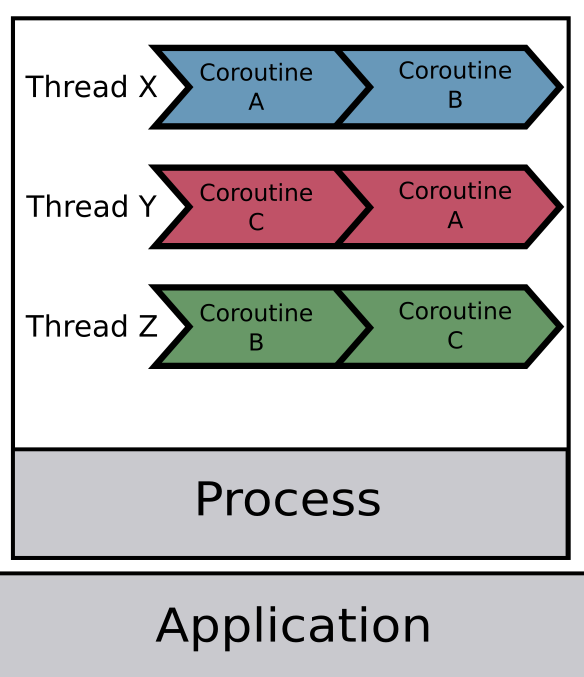 Thread X
Coroutine
A
Coroutine
B
Thread Y
Coroutine
C
Coroutine
A
Thread Z
Coroutine
B
Coroutine
C
Process
Application